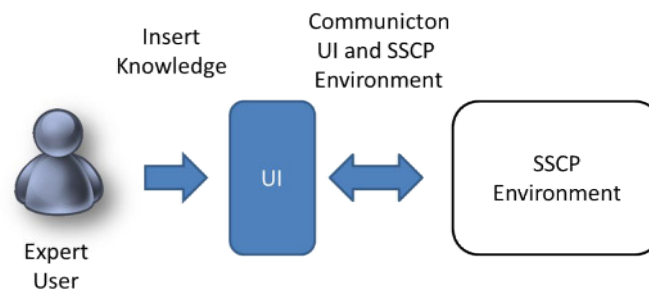 Insert
Knowledge
Communicton
UI and SSCP
Environment
UI
SSCP
Environment
Expert
User